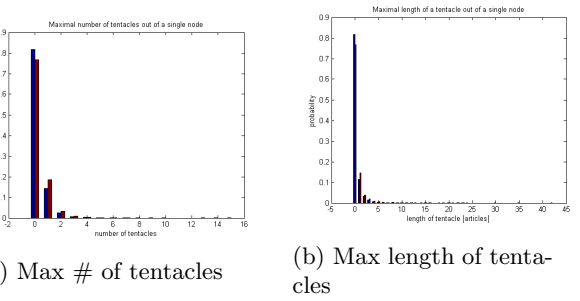 Maximal number of tentacles out of a single node
.9
.8
.7
.6
.5
.4
.3
.2
.1
0
-2 0 2 4 6 8 10 12 14 16
number of tentacles
) Max # of tentacles
Maximal length of a tentacle out of a single node
probability
0.9
0.8
0.7
0.6
0.5
0.4
0.3
0.2
0.1
0
-5 0 5 10 15 20 25 30 35 40 45
length of tentacle [articles]
(b) Max length of tenta-
cles